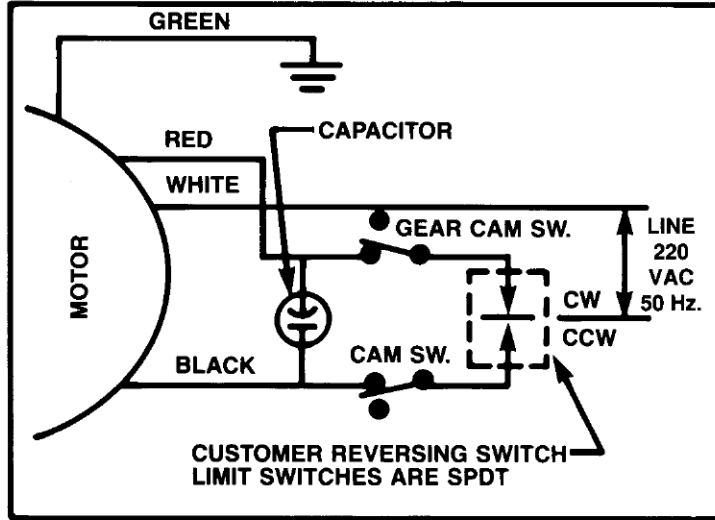 GREEN
RED
CAPACITOR
WHITE
GEAR CAM SW.
LINE
220
VAC
50 Hz.
MOTOR
CW
CCW
CAM SW.
BLACK
CUSTOMER REVERSING SWITCH
LIMIT SWITCHES ARE SPDT